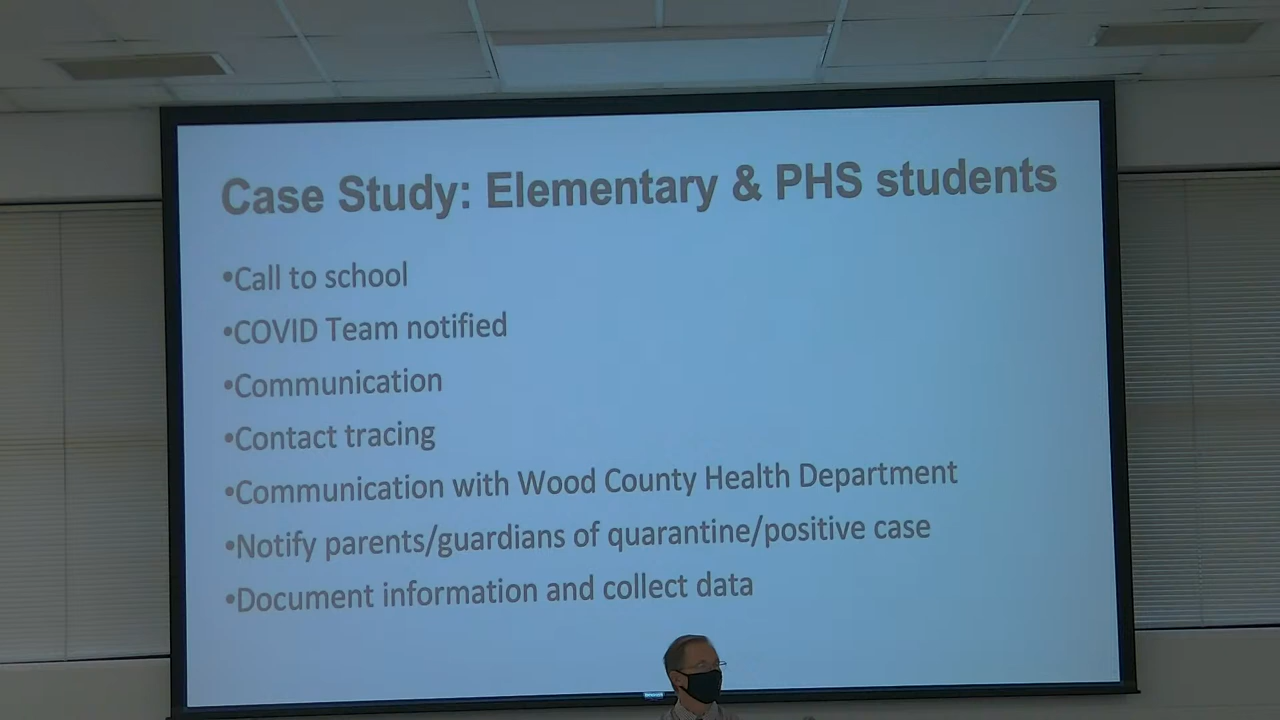 Case Study: Elementary & PHS students
•Call to school
•COVID Team notified
•Communication
•Contact tracing
•Communication with Wood County Health Department
•Notify parents/guardians of quarantine/positive case
•Document information and collect data